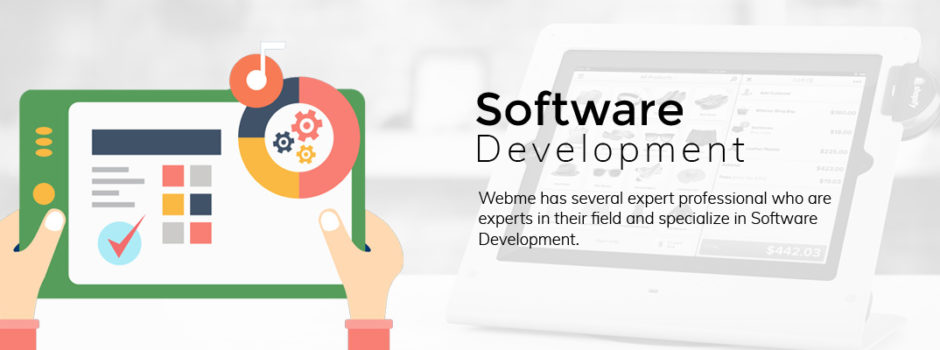 Software
Development
Webme has several expert professional who are
experts in their field and specialize in Software
Development.
shopify
$442.03